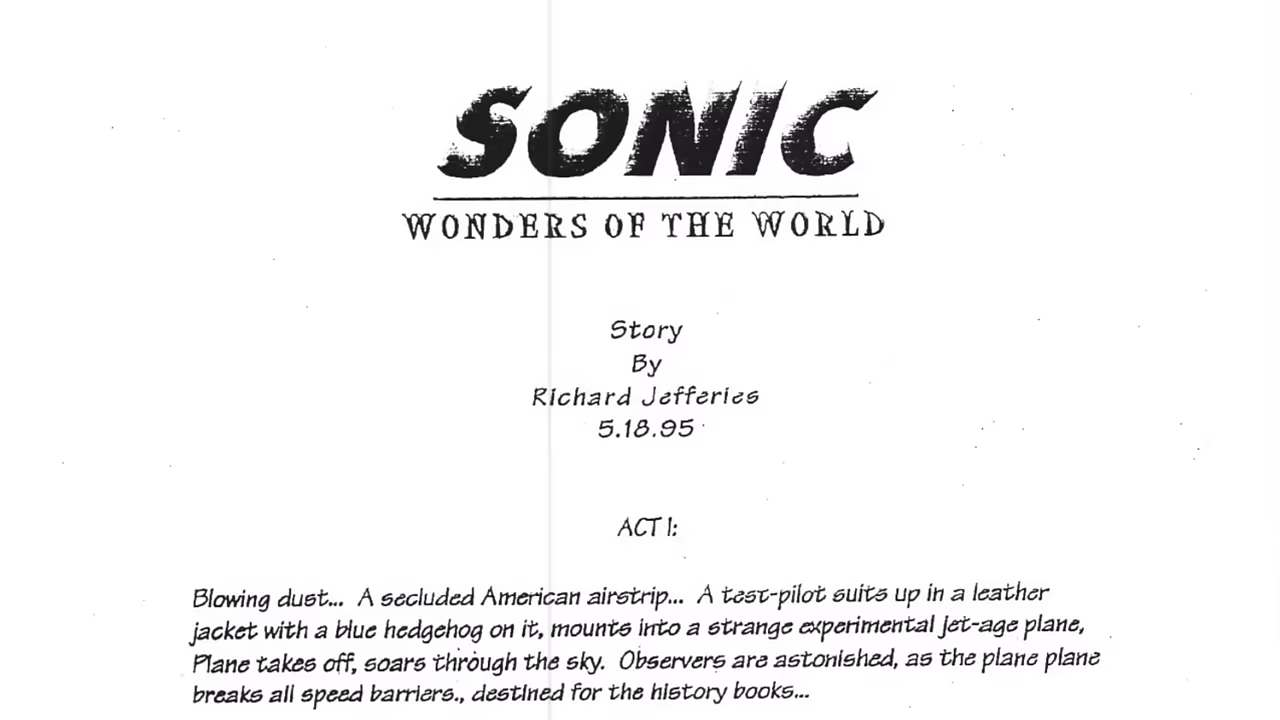 SONIC
WONDERS OF THE WORLD
Story
By
Richard Jefferies
5.18.95
ACT I:
Blowing dust... A secluded American airstrip... A test-pilot suits up in a leather
jacket with a blue hedgehog on it, mounts into a strange experimental jet-age plane,
Plane takes off, soars through the sky. Observers are astonished, as the plane plane
breaks all speed barriers., destined for the history books...